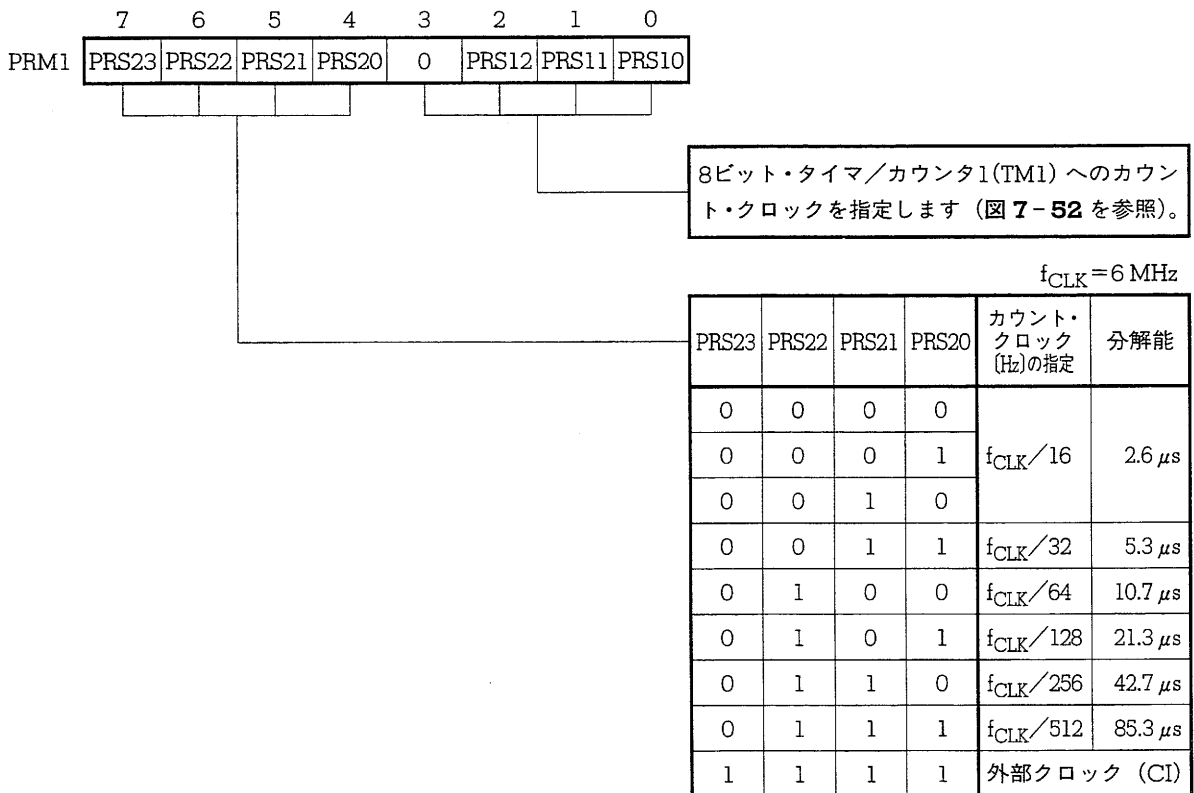 7 6 5 4 3 2 1 0
PRM1 PRS23 PRS22 PRS21 PRS20 0 PRS12 PRS11 PRS10
8ビット・タイマ／カウンタ1(TM1) へのカウン
ト・クロックを指定します（図7-52を参照）。
fCLK=6 MHz
PRS23 PRS22 PRS21 PRS20 カウント・クロック〔Hz〕の指定 分解能
0 0 0 0
0 0 0 1 fCLK／16 2.6 μs
0 0 1 0
0 0 1 1 fCLK／32 5.3 μs
0 1 0 0 fCLK／64 10.7 μs
0 1 0 1 fCLK／128 21.3 μs
0 1 1 0 fCLK／256 42.7 μs
0 1 1 1 fCLK／512 85.3 μs
1 1 1 1 外部クロック（CI）